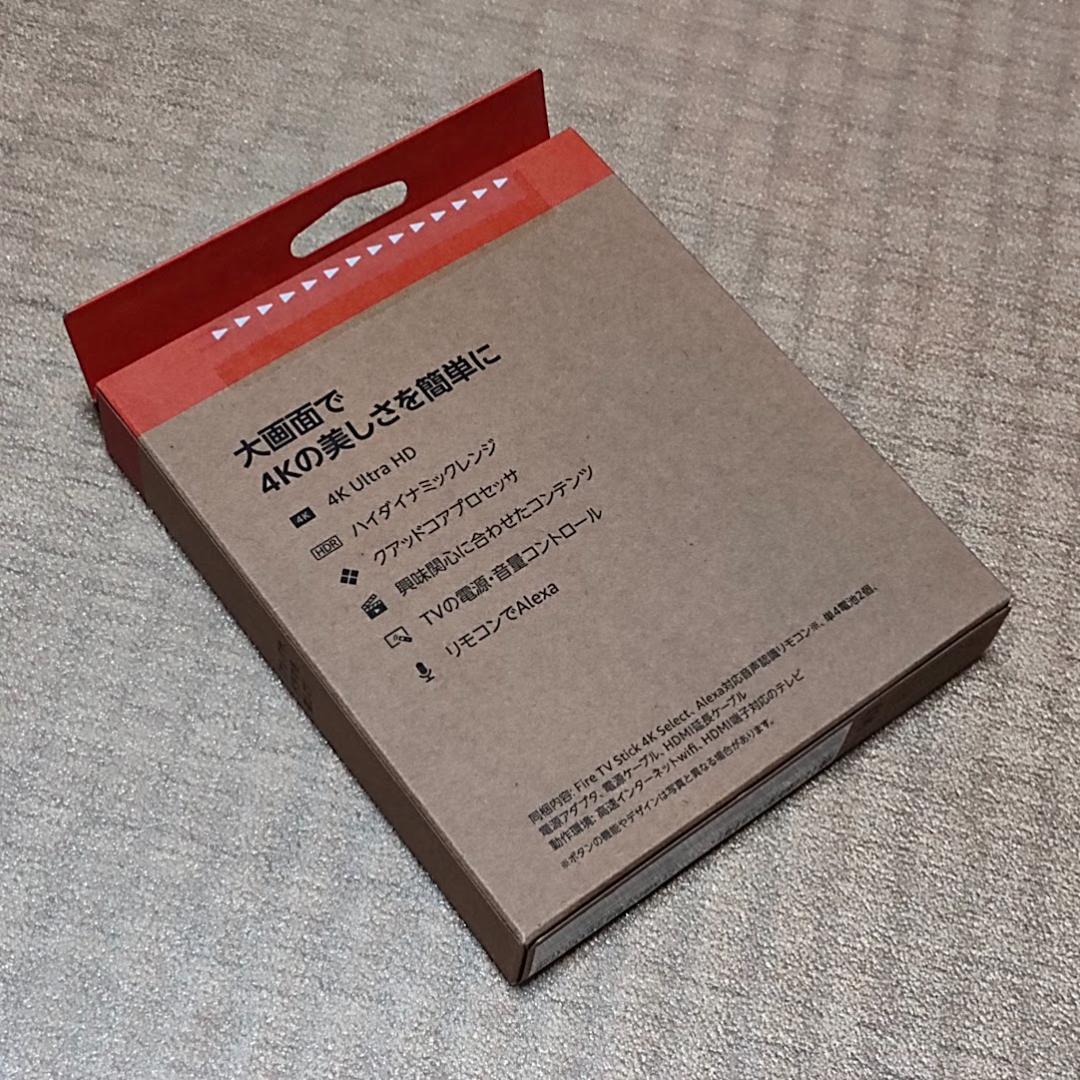 大画面で
4Kの美しさを簡単に
4K 4K Ultra HD
HDR ハイダイナミックレンジ
クアッドコアプロセッサ
興味関心に合わせたコンテンツ
TVの電源・音量コントロール
リモコンでAlexa
同梱内容: Fire TV Stick 4K Select、Alexa対応音声認識リモコン※、単4電池2個、
電源アダプタ、電源ケーブル、HDMI延長ケーブル
動作環境: 高速インターネットwifi、HDMI端子対応のテレビ
※ボタンの機能やデザインは写真と異なる場合があります。